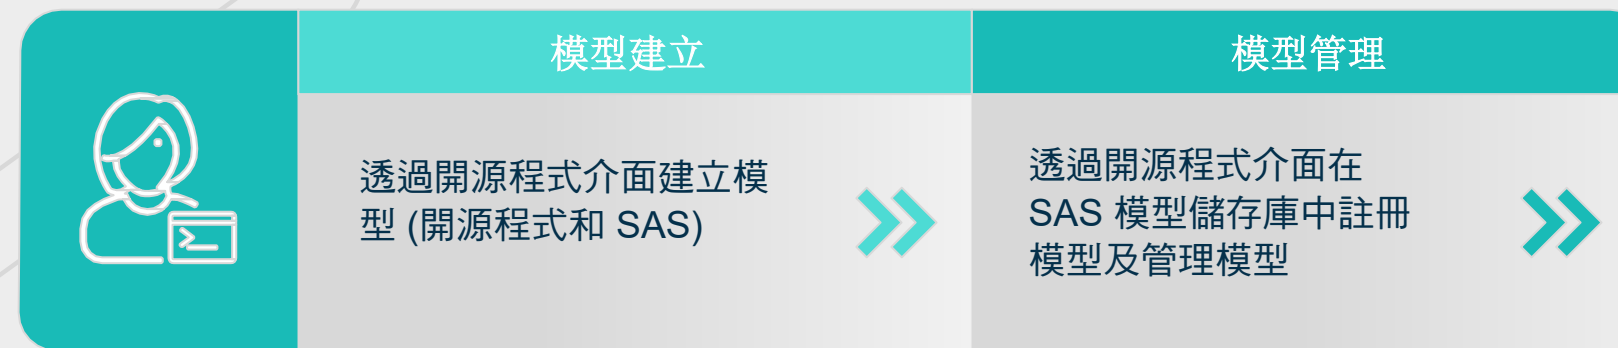 模型建立
模型管理
透過開源程式介面建立模
型 (開源程式和 SAS)
透過開源程式介面在
SAS 模型儲存庫中註冊
模型及管理模型